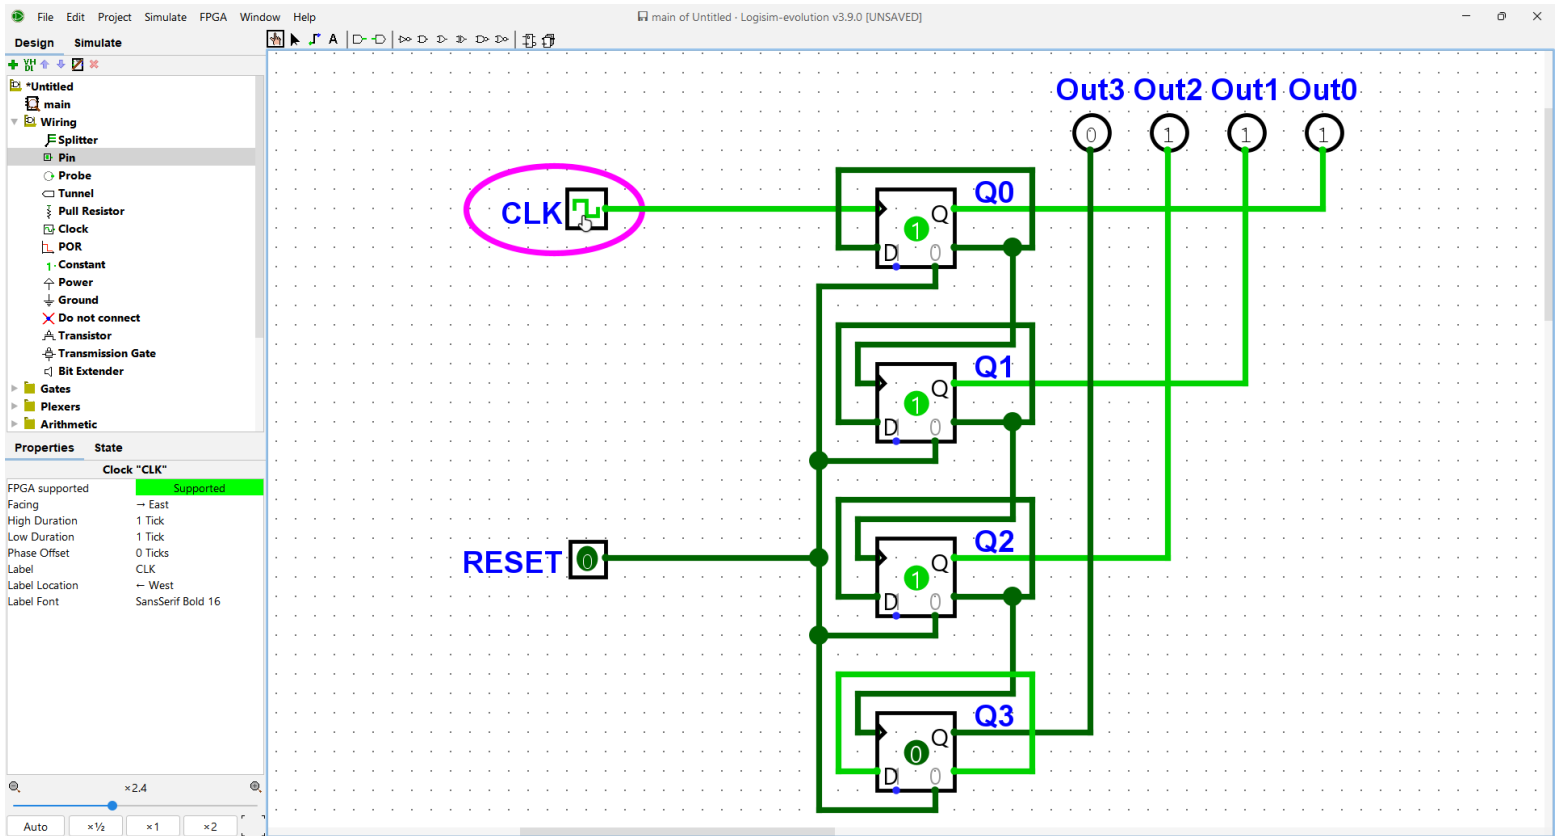 File Edit Project Simulate FPGA Window Help
main of Untitled · Logisim-evolution v3.9.0 [UNSAVED]
Design Simulate
A
VH
DL
*Untitled
main
Wiring
Splitter
Pin
Probe
Tunnel
Pull Resistor
Clock
POR
Constant
Power
Ground
Do not connect
Transistor
Transmission Gate
Bit Extender
Gates
Plexers
Arithmetic
Properties State
Clock "CLK"
FPGA supported Supported
Facing → East
High Duration 1 Tick
Low Duration 1 Tick
Phase Offset 0 Ticks
Label CLK
Label Location ← West
Label Font SansSerif Bold 16
×2.4
Auto ×½ ×1 ×2
Out3 Out2 Out1 Out0
0 1 1 1
CLK
Q0
Q
1
D 0
Q1
Q
1
D 0
RESET 0
Q2
Q
1
D 0
Q3
Q
0
D 0